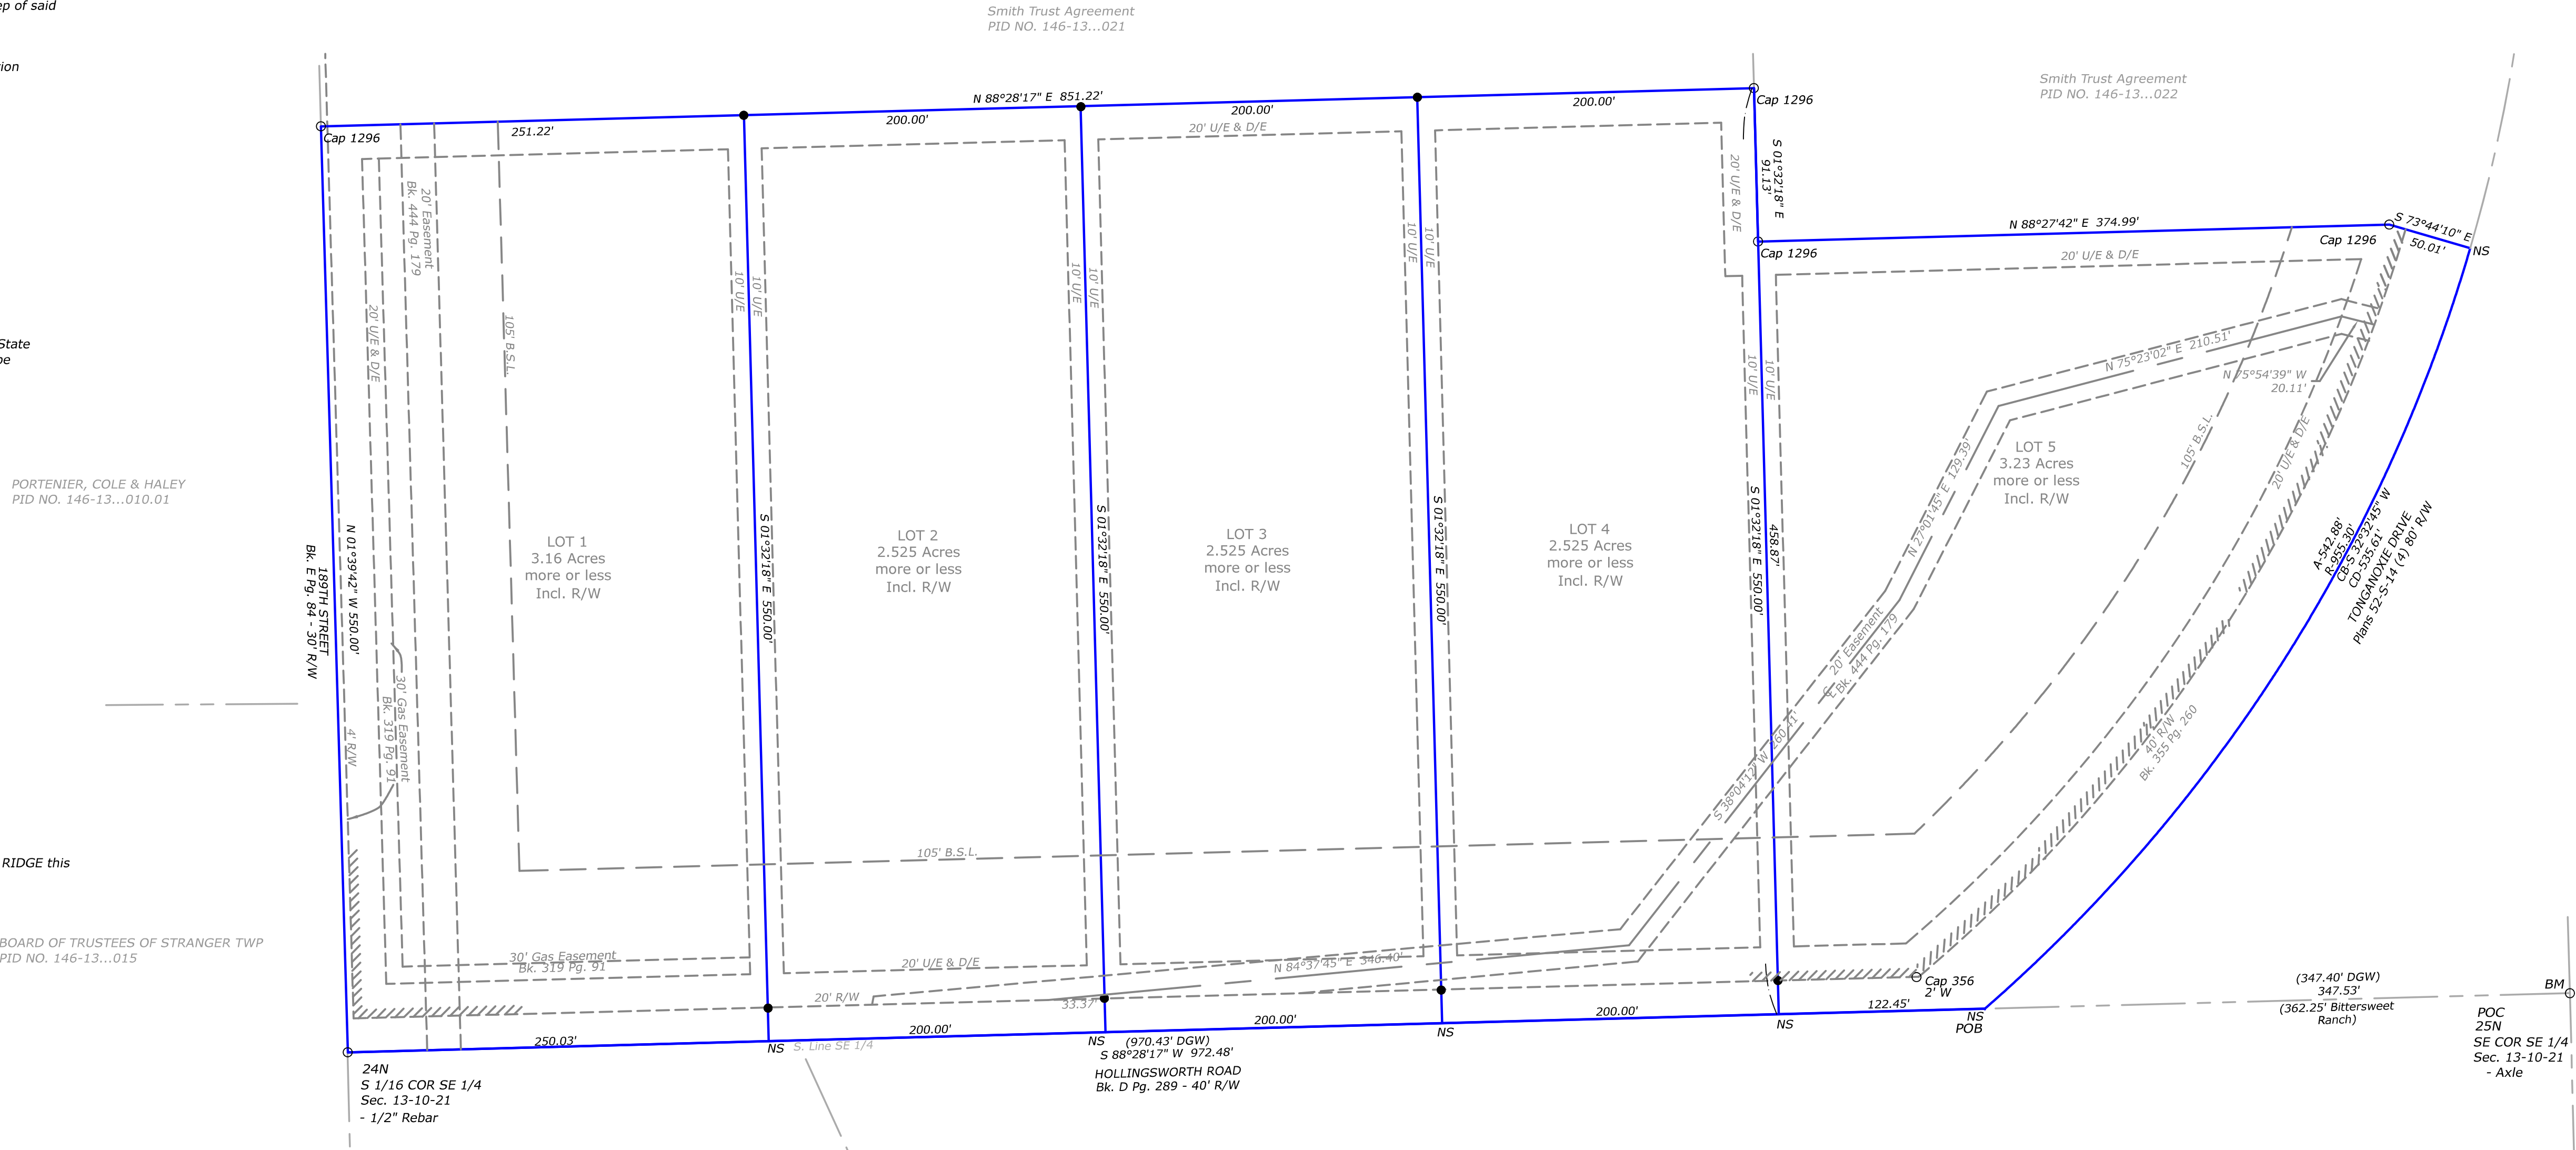 ep of said
ion
State
be
RIDGE this
Smith Trust Agreement
PID NO. 146-13...021
Smith Trust Agreement
PID NO. 146-13...022
PORTENIER, COLE & HALEY
PID NO. 146-13...010.01
BOARD OF TRUSTEES OF STRANGER TWP
PID NO. 146-13...015
N 88°28'17" E 851.22'
251.22'
200.00'
200.00'
200.00'
Cap 1296
Cap 1296
Cap 1296
Cap 1296
S 01°32'18" E
91.13'
N 88°27'42" E 374.99'
S 73°44'10" E
50.01'
NS
20' U/E & D/E
20' U/E & D/E
20' U/E & D/E
20' Easement
Bk. 444 Pg. 179
20' U/E & D/E
105' B.S.L.
10' U/E
10' U/E
10' U/E
10' U/E
10' U/E
10' U/E
10' U/E
10' U/E
N 75°23'02" E 210.51'
N 75°54'39" W
20.11'
105' B.S.L.
20' U/E & D/E
N 27°01'45" E 129.39'
LOT 1
3.16 Acres
more or less
Incl. R/W
LOT 2
2.525 Acres
more or less
Incl. R/W
LOT 3
2.525 Acres
more or less
Incl. R/W
LOT 4
2.525 Acres
more or less
Incl. R/W
LOT 5
3.23 Acres
more or less
Incl. R/W
N 01°39'42" W 550.00'
189TH STREET
Bk. E Pg. 84 - 30' R/W
S 01°32'18" E 550.00'
S 01°32'18" E 550.00'
S 01°32'18" E 550.00'
S 01°32'18" E 550.00'
458.87'
A-542.88'
R-955.30'
CB-S 32°32'45" W
CD-535.61'
TONGANOXIE DRIVE
Plans 52-S-14 (4) 80' R/W
20' Easement
Bk. 444 Pg. 179
S 38°04'12" W 260.41'
40' R/W
Bk. 355 Pg. 260
4' R/W
30' Gas Easement
Bk. 319 Pg. 91
105' B.S.L.
30' Gas Easement
Bk. 319 Pg. 91
20' U/E & D/E
N 84°37'45" E 346.40'
20' R/W
33.37'
Cap 356
2' W
250.03'
200.00'
200.00'
200.00'
122.45'
NS
NS
NS
NS
NS
POB
S. Line SE 1/4
(970.43' DGW)
S 88°28'17" W 972.48'
HOLLINGSWORTH ROAD
Bk. D Pg. 289 - 40' R/W
24N
S 1/16 COR SE 1/4
Sec. 13-10-21
- 1/2" Rebar
(347.40' DGW)
347.53'
(362.25' Bittersweet
Ranch)
BM
POC
25N
SE COR SE 1/4
Sec. 13-10-21
- Axle